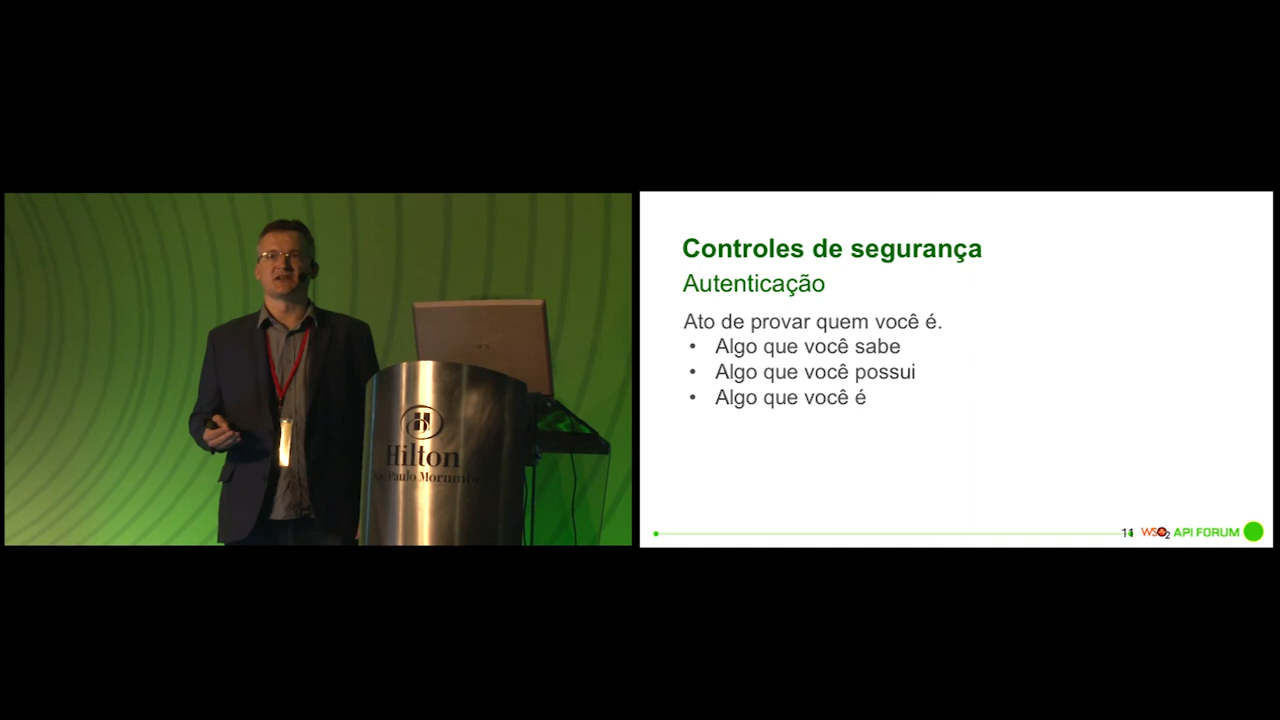 Hilton
São Paulo Morumbi
Controles de segurança
Autenticação
Ato de provar quem você é.
• Algo que você sabe
• Algo que você possui
• Algo que você é
11 WSO2 API FORUM